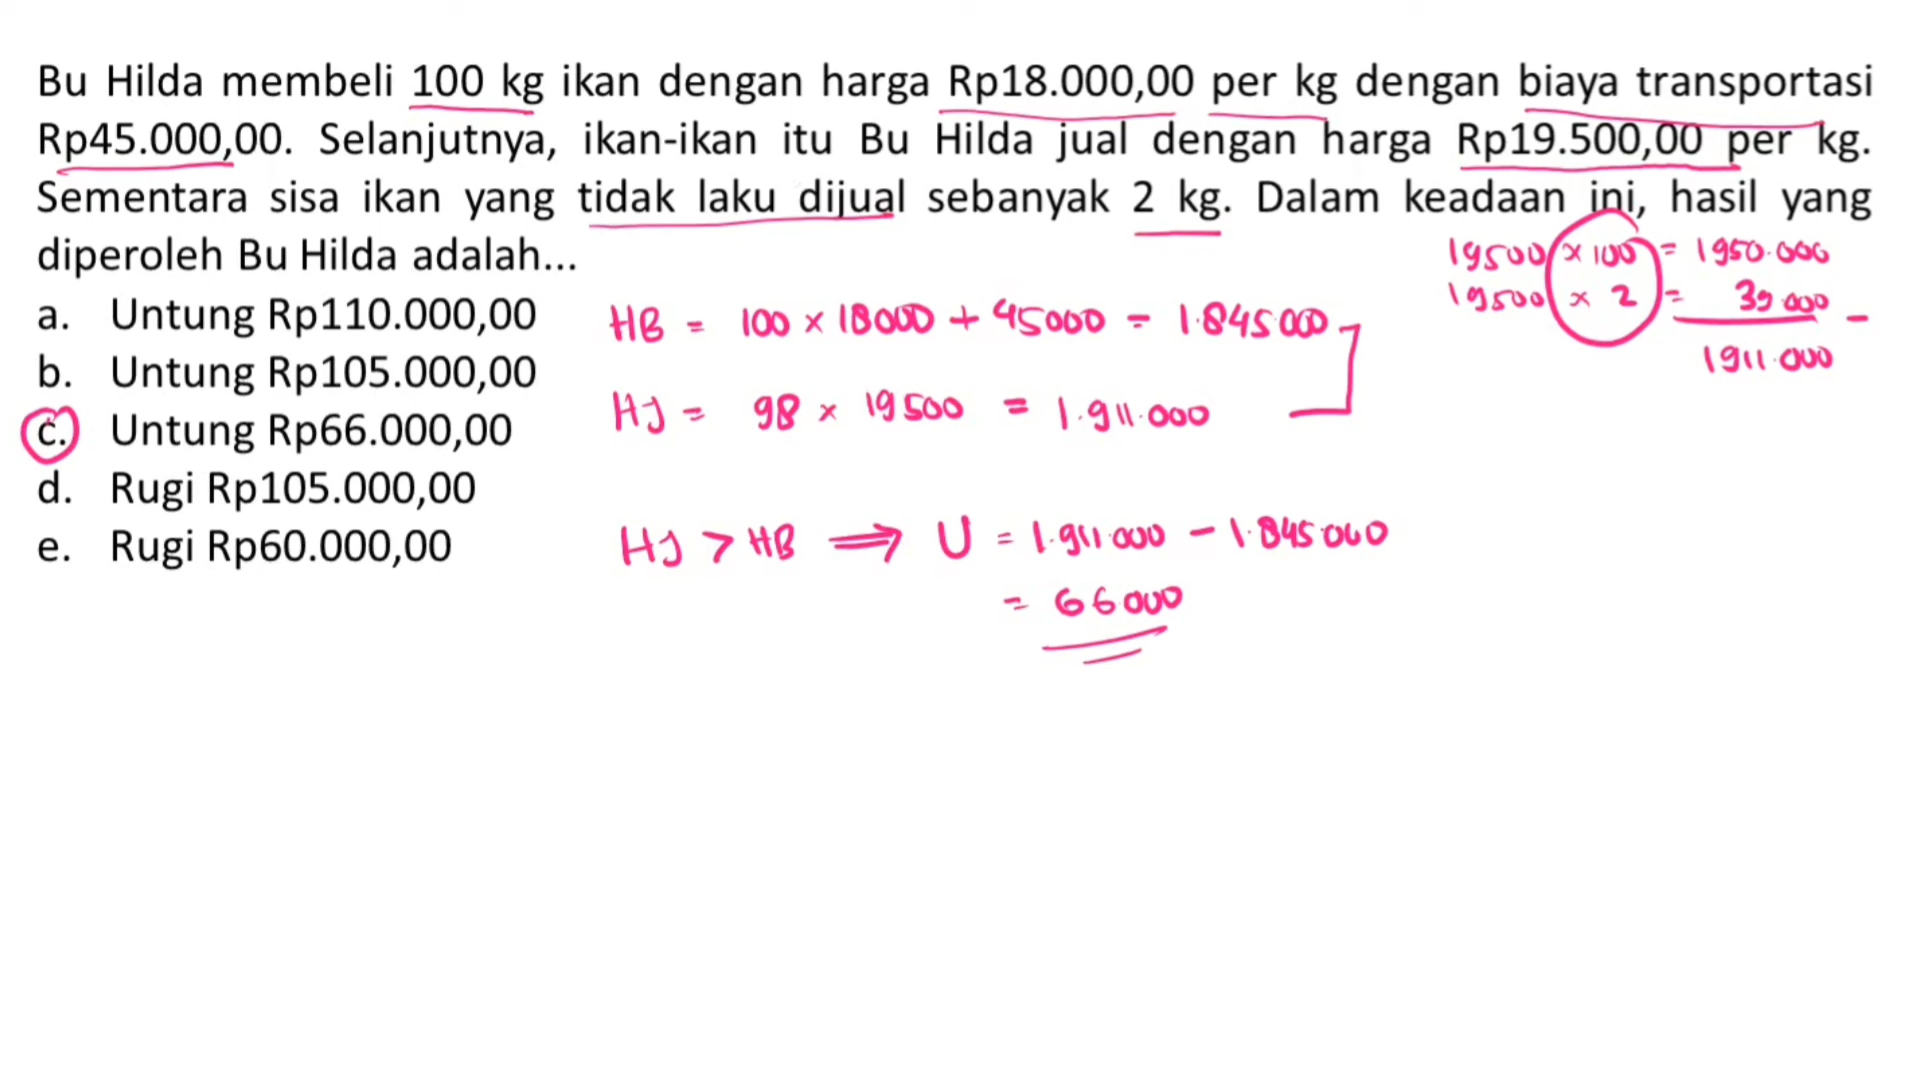 Bu Hilda membeli 100 kg ikan dengan harga Rp18.000,00 per kg dengan biaya transportasi
Rp45.000,00. Selanjutnya, ikan-ikan itu Bu Hilda jual dengan harga Rp19.500,00 per kg.
Sementara sisa ikan yang tidak laku dijual sebanyak 2 kg. Dalam keadaan ini, hasil yang
diperoleh Bu Hilda adalah...
19500 × 100 = 1950.000
19500 × 2 = 39 000 -
1911.000
a. Untung Rp110.000,00
b. Untung Rp105.000,00
c. Untung Rp66.000,00
d. Rugi Rp105.000,00
e. Rugi Rp60.000,00
HB = 100 × 18000 + 45000 = 1.845 000
HJ = 98 × 19 500 = 1.911.000
HJ > HB ⟹ U = 1.911.000 - 1.845 000
= 66 000